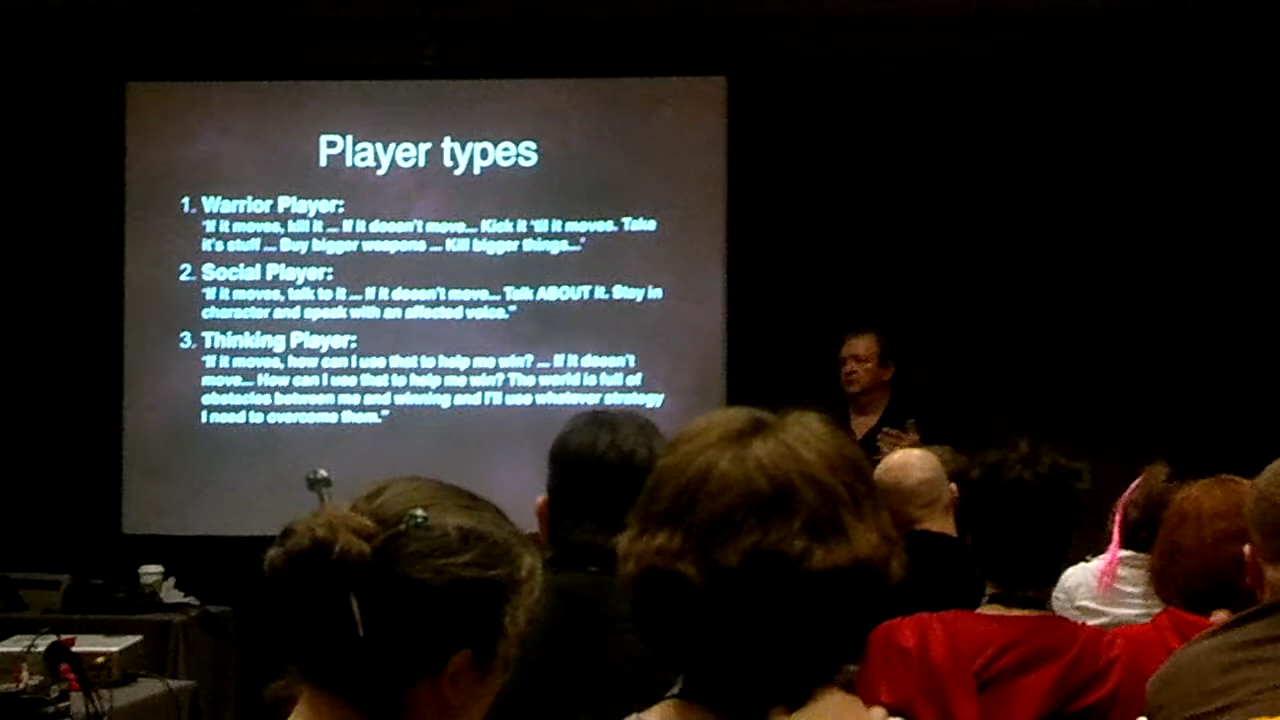 Player types
1. Warrior Player:
"If it moves, kill it ... If it doesn't move... Kick it 'til it moves. Take
it's stuff ... Buy bigger weapons ... Kill bigger things..."
2. Social Player:
"If it moves, talk to it ... If it doesn't move... Talk ABOUT it. Stay in
character and speak with an affected voice."
3. Thinking Player:
"If it moves, how can I use that to help me win? ... If it doesn't
move... How can I use that to help me win? The world is full of
obstacles between me and winning and I'll use whatever strategy
I need to overcome them."